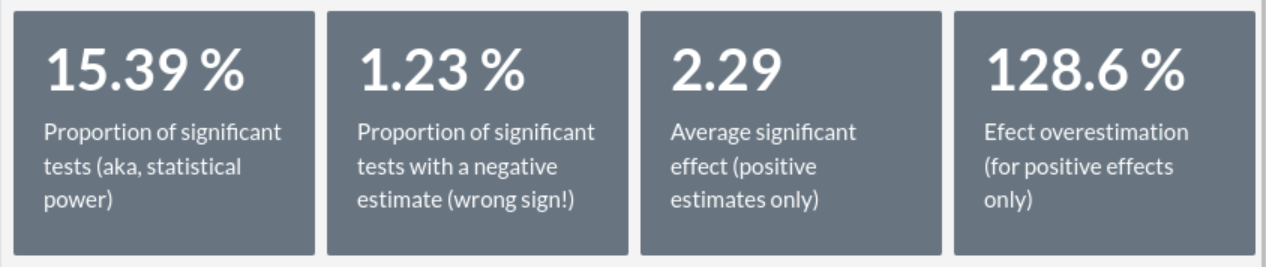 15.39 %
Proportion of significant
tests (aka, statistical
power)
1.23 %
Proportion of significant
tests with a negative
estimate (wrong sign!)
2.29
Average significant
effect (positive
estimates only)
128.6 %
Efect overestimation
(for positive effects
only)